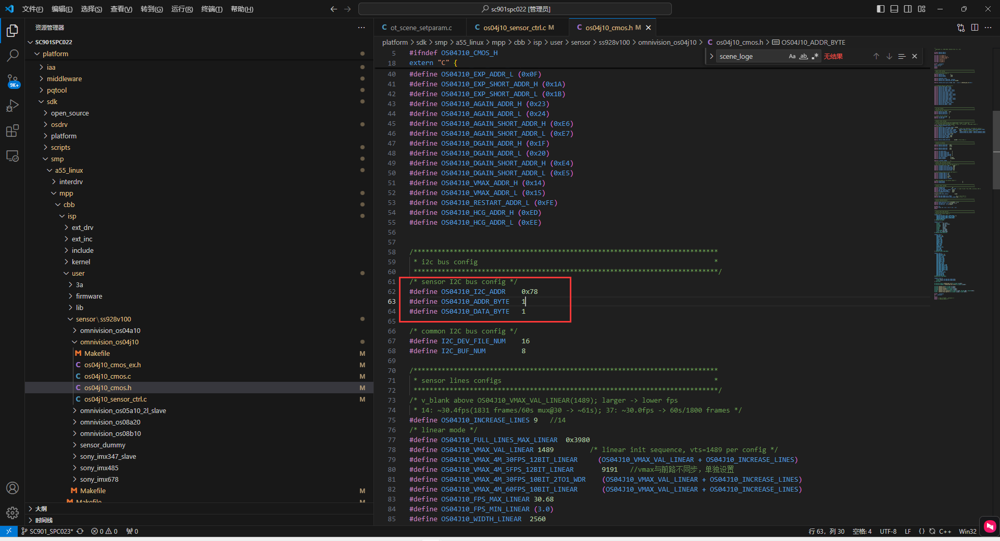 文件(F) 编辑(E) 选择(S) 查看(V) 转到(G) 运行(R) 终端(T) 帮助(H)
sc901spc022 [管理员]
资源管理器
ot_scene_setparam.c
os04j10_sensor_ctrl.c M
os04j10_cmos.h M
platform > sdk > smp > a55_linux > mpp > cbb > isp > user > sensor > ss928v100 > omnivision_os04j10 > C os04j10_cmos.h > OS04J10_ADDR_BYTE
scene_loge
Aa ab .*
无结果
SC901SPC022
platform
iaa
middleware
pqtool
sdk
open_source
osdrv
platform
scripts
smp
a55_linux
interdrv
mpp
cbb
isp
ext_drv
ext_inc
include
kernel
user
3a
firmware
lib
sensor\ss928v100
omnivision_os04a10
omnivision_os04j10
Makefile M
os04j10_cmos_ex.h M
os04j10_cmos.c M
os04j10_cmos.h M
os04j10_sensor_ctrl.c M
omnivision_os05a10_2l_slave
omnivision_os08a20
omnivision_os08b10
sensor_dummy
sony_imx347_slave
sony_imx485
sony_imx678
Makefile M
Makefile M
大纲
时间线
9K+
5 #ifndef OS04J10_CMOS_H
18 extern "C" {
40 #define OS04J10_EXP_ADDR_L (0x0F)
41 #define OS04J10_EXP_SHORT_ADDR_H (0x1A)
42 #define OS04J10_EXP_SHORT_ADDR_L (0x1B)
43 #define OS04J10_AGAIN_ADDR_H (0x23)
44 #define OS04J10_AGAIN_ADDR_L (0x24)
45 #define OS04J10_AGAIN_SHORT_ADDR_H (0xE6)
46 #define OS04J10_AGAIN_SHORT_ADDR_L (0xE7)
47 #define OS04J10_DGAIN_ADDR_H (0x1F)
48 #define OS04J10_DGAIN_ADDR_L (0x20)
49 #define OS04J10_DGAIN_SHORT_ADDR_H (0xE4)
50 #define OS04J10_DGAIN_SHORT_ADDR_L (0xE5)
51 #define OS04J10_VMAX_ADDR_H (0x14)
52 #define OS04J10_VMAX_ADDR_L (0x15)
53 #define OS04J10_RESTART_ADDR_L (0xFE)
54 #define OS04J10_HCG_ADDR_H (0xED)
55 #define OS04J10_HCG_ADDR_L (0xEE)
56
57
58 /****************************************************************************
59 * i2c bus config *
60 ****************************************************************************/
61 /* sensor I2C bus config */
62 #define OS04J10_I2C_ADDR 0x78
63 #define OS04J10_ADDR_BYTE 1
64 #define OS04J10_DATA_BYTE 1
65
66 /* common I2C bus config */
67 #define I2C_DEV_FILE_NUM 16
68 #define I2C_BUF_NUM 8
69
70 /****************************************************************************
71 * sensor lines configs *
72 ****************************************************************************/
73 /* v_blank above OS04J10_VMAX_VAL_LINEAR(1489); larger -> lower fps
74 * 14: ~30.4fps(1831 frames/60s mux@30 -> ~61s); 37: ~30.0fps -> 60s/1800 frames */
75 #define OS04J10_INCREASE_LINES 9 //14
76 /* linear mode */
77 #define OS04J10_FULL_LINES_MAX_LINEAR 0x3980
78 #define OS04J10_VMAX_VAL_LINEAR 1489 /* linear init sequence, vts=1489 per config */
79 #define OS04J10_VMAX_4M_30FPS_12BIT_LINEAR (OS04J10_VMAX_VAL_LINEAR + OS04J10_INCREASE_LINES)
80 #define OS04J10_VMAX_4M_5FPS_12BIT_LINEAR 9191 //vmax与前路不同步，单独设置
81 #define OS04J10_VMAX_4M_30FPS_10BIT_2TO1_WDR (OS04J10_VMAX_VAL_LINEAR + OS04J10_INCREASE_LINES)
82 #define OS04J10_VMAX_4M_60FPS_10BIT_LINEAR (OS04J10_VMAX_VAL_LINEAR + OS04J10_INCREASE_LINES)
83 #define OS04J10_FPS_MAX_LINEAR 30.68
84 #define OS04J10_FPS_MIN_LINEAR (3.0)
85 #define OS04J10_WIDTH_LINEAR 2560
SC901_SPC023* 0 0 0
行 63，列 30 空格: 4 UTF-8 LF {} C++ Win32